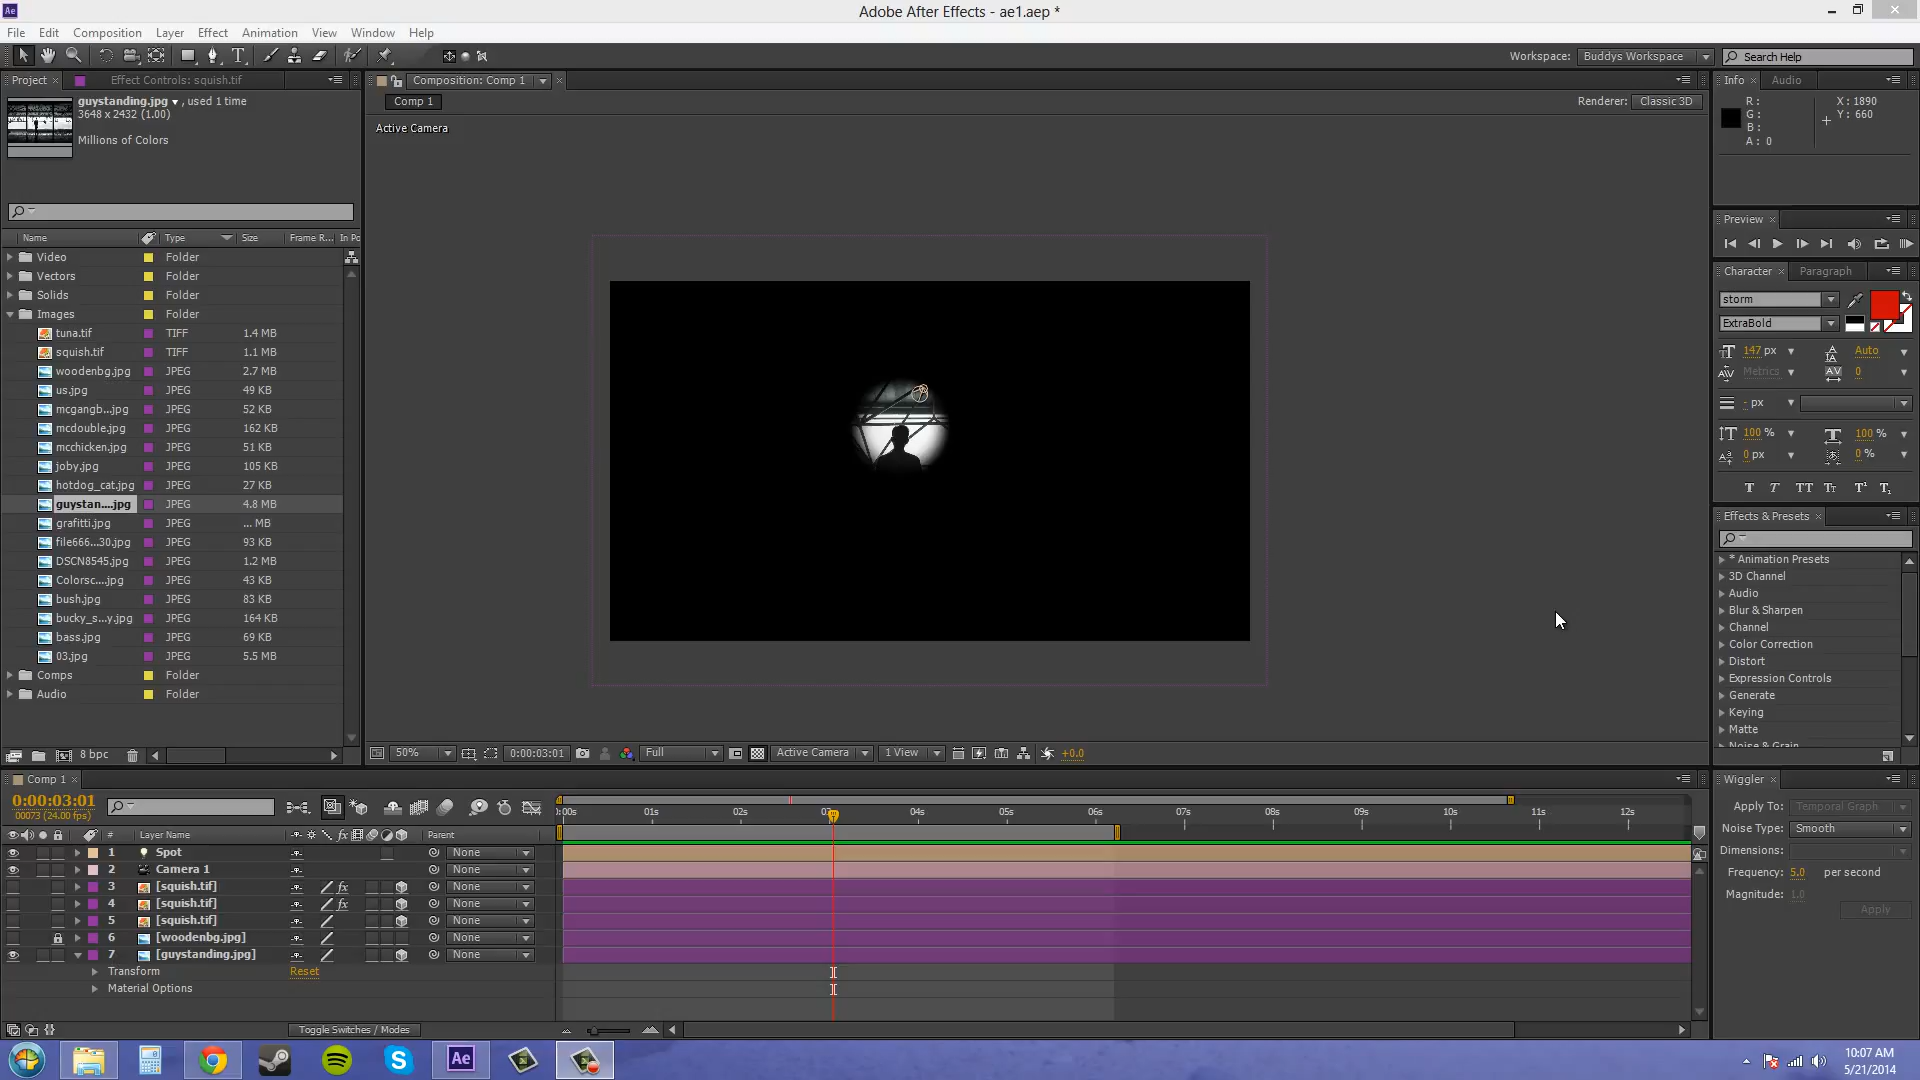 Ae
Adobe After Effects - ae1.aep *
File Edit Composition Layer Effect Animation View Window Help
Workspace: Buddys Workspace Search Help
Project × Effect Controls: squish.tif
guystanding.jpg , used 1 time
3648 x 2432 (1.00)
Millions of Colors
Name Type Size Frame R... In Po
Video Folder
Vectors Folder
Solids Folder
Images Folder
tuna.tif TIFF 1.4 MB
squish.tif TIFF 1.1 MB
woodenbg.jpg JPEG 2.7 MB
us.jpg JPEG 49 KB
mcgangb...jpg JPEG 52 KB
mcdouble.jpg JPEG 162 KB
mcchicken.jpg JPEG 51 KB
joby.jpg JPEG 105 KB
hotdog_cat.jpg JPEG 27 KB
guystan....jpg JPEG 4.8 MB
grafitti.jpg JPEG ... MB
file666...30.jpg JPEG 93 KB
DSCN8545.jpg JPEG 1.2 MB
Colorsc....jpg JPEG 43 KB
bush.jpg JPEG 83 KB
bucky_s...y.jpg JPEG 164 KB
bass.jpg JPEG 69 KB
03.jpg JPEG 5.5 MB
Comps Folder
Audio Folder
8 bpc
Composition: Comp 1
Comp 1
Renderer: Classic 3D
Active Camera
50% 0:00:03:01 Full Active Camera 1 View +0.0
Info × Audio
R : X : 1890
G : Y : 660
B :
A : 0
Preview ×
Character × Paragraph
storm
ExtraBold
147 px Auto
Metrics 0
- px
100 % 100 %
0 px 0 %
T T TT Tr T¹ T₁
Effects & Presets ×
* Animation Presets
3D Channel
Audio
Blur & Sharpen
Channel
Color Correction
Distort
Expression Controls
Generate
Keying
Matte
Noise & Grain
Comp 1 ×
0:00:03:01
00073 (24.00 fps)
# Layer Name Parent
1 Spot None
2 Camera 1 None
3 [squish.tif] fx None
4 [squish.tif] fx None
5 [squish.tif] None
6 [woodenbg.jpg] None
7 [guystanding.jpg] None
Transform Reset
Material Options
Toggle Switches / Modes
):00s 01s 02s 04s 05s 06s 07s 08s 09s 10s 11s 12s
Wiggler ×
Apply To: Temporal Graph
Noise Type: Smooth
Dimensions:
Frequency: 5.0 per second
Magnitude: 1.0
Apply
Ae
10:07 AM
5/21/2014